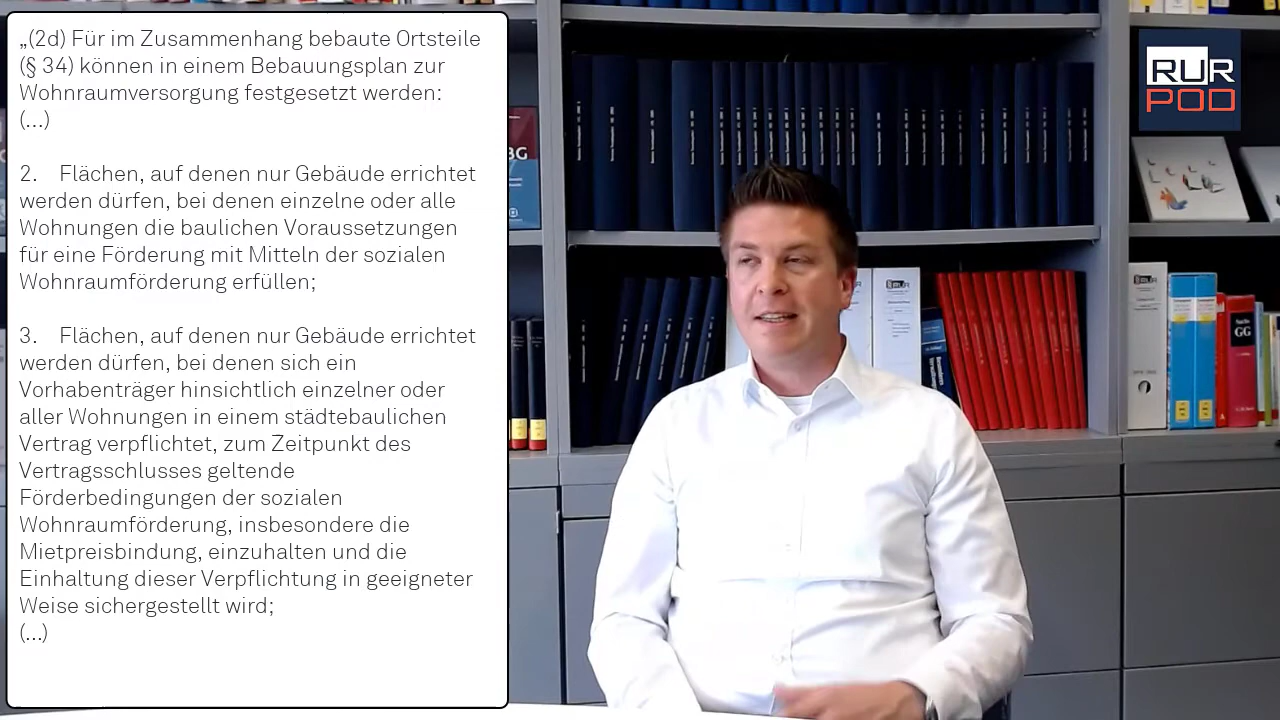 „(2d) Für im Zusammenhang bebaute Ortsteile
(§ 34) können in einem Bebauungsplan zur
Wohnraumversorgung festgesetzt werden:
(...)
2. Flächen, auf denen nur Gebäude errichtet
werden dürfen, bei denen einzelne oder alle
Wohnungen die baulichen Voraussetzungen
für eine Förderung mit Mitteln der sozialen
Wohnraumförderung erfüllen;
3. Flächen, auf denen nur Gebäude errichtet
werden dürfen, bei denen sich ein
Vorhabenträger hinsichtlich einzelner oder
aller Wohnungen in einem städtebaulichen
Vertrag verpflichtet, zum Zeitpunkt des
Vertragsschlusses geltende
Förderbedingungen der sozialen
Wohnraumförderung, insbesondere die
Mietpreisbindung, einzuhalten und die
Einhaltung dieser Verpflichtung in geeigneter
Weise sichergestellt wird;
(...)
RUR
POD
BG
GG